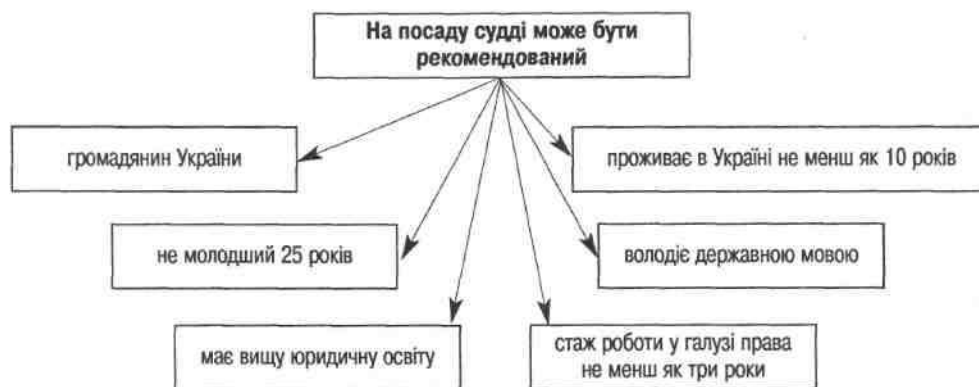 На посаду судді може бути
рекомендований
громадянин України
проживає в Україні не менш як 10 років
не молодший 25 років
володіє державною мовою
має вищу юридичну освіту
стаж роботи у галузі права
не менш як три роки